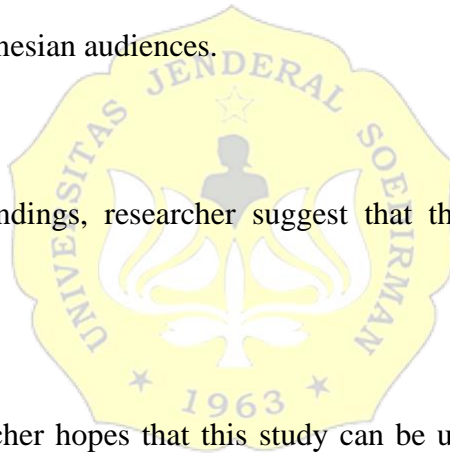 nesian audiences.
UNIVERSITAS JENDERAL SOEDIRMAN
ndings, researcher suggest that th
1963
cher hopes that this study can be u